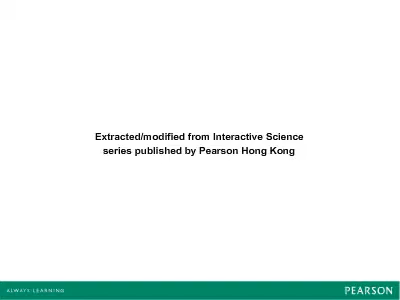 Extracted/modified from Interactive Science
series published by Pearson Hong Kong
ALWAYS LEARNING
PEARSON